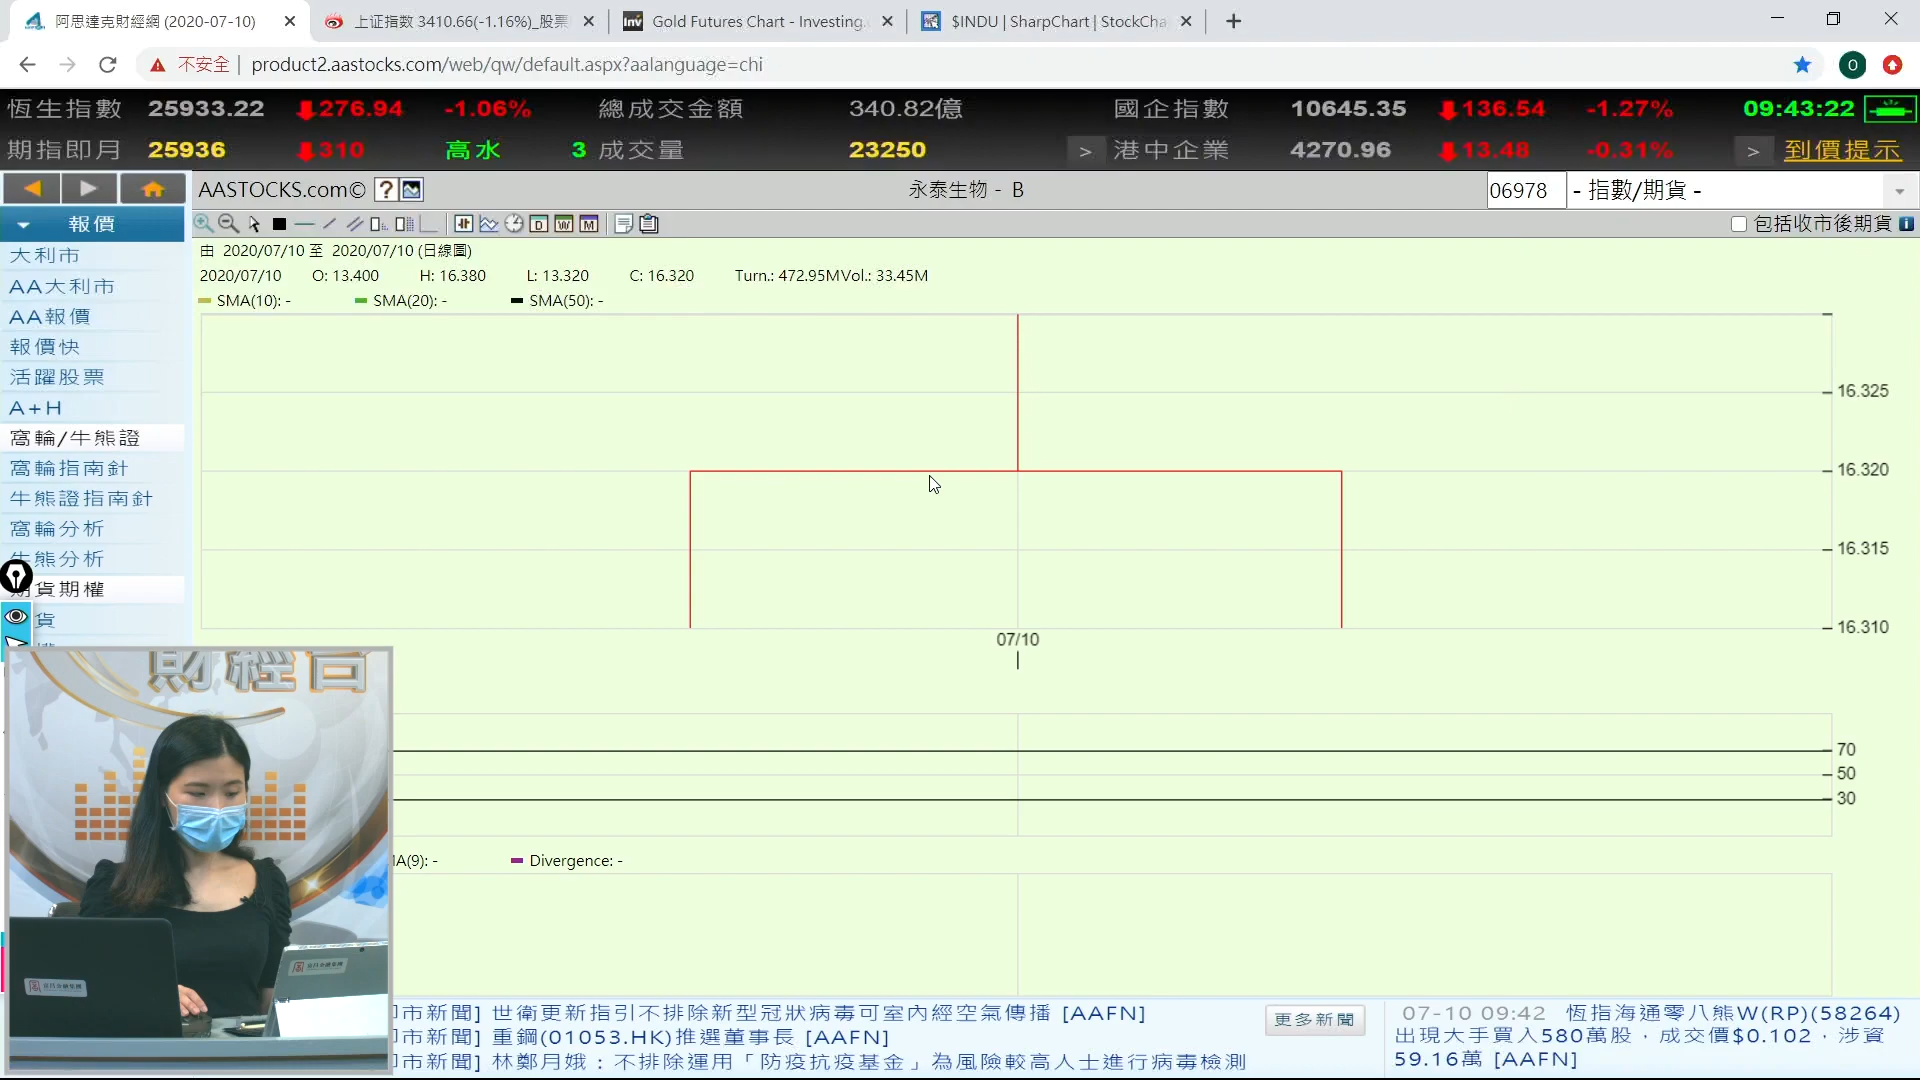 阿思達克財經網 (2020-07-10)
上证指数 3410.66(-1.16%)_股票
Gold Futures Chart - Investing.
$INDU | SharpChart | StockCha
不安全 | product2.aastocks.com/web/qw/default.aspx?aalanguage=chi
O
恆生指數 25933.22 276.94 -1.06% 總成交金額 340.82億 國企指數 10645.35 136.54 -1.27% 09:43:22
期指即月 25936 310 高水 3 成交量 23250 > 港中企業 4270.96 13.48 -0.31% > 到價提示
AASTOCKS.com© ? 永泰生物 - B 06978 - 指數/期貨 -
報價 D W M 包括收市後期貨 i
大利市
AA大利市
AA報價
報價快
活躍股票
A+H
窩輪/牛熊證
窩輪指南針
牛熊證指南針
窩輪分析
牛熊分析
期貨期權
貨
由 2020/07/10 至 2020/07/10 (日線圖)
2020/07/10 O: 13.400 H: 16.380 L: 13.320 C: 16.320 Turn.: 472.95M Vol.: 33.45M
SMA(10): - SMA(20): - SMA(50): -
16.325
16.320
16.315
16.310
07/10
70
50
30
IA(9): - Divergence: -
財經台
市新聞] 世衛更新指引不排除新型冠狀病毒可室內經空氣傳播 [AAFN]
市新聞] 重鋼(01053.HK)推選董事長 [AAFN]
市新聞] 林鄭月娥：不排除運用「防疫抗疫基金」為風險較高人士進行病毒檢測
更多新聞
07-10 09:42 恆指海通零八熊W(RP)(58264)
出現大手買入580萬股，成交價$0.102，涉資
59.16萬 [AAFN]